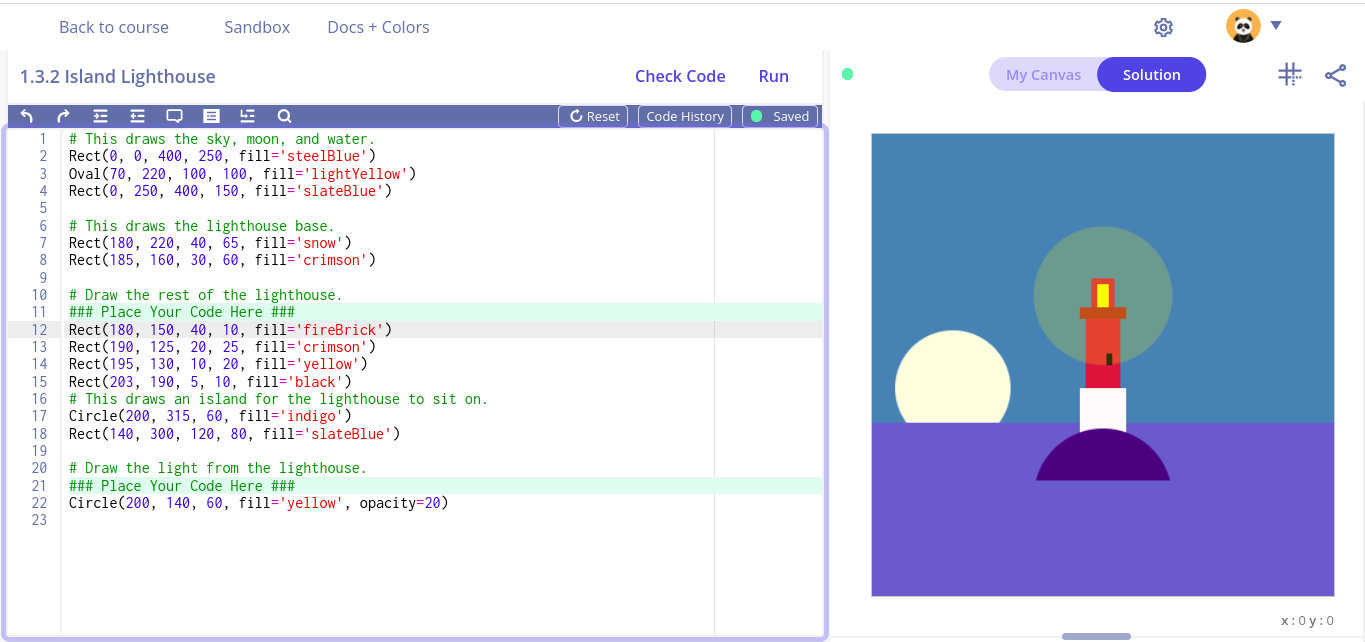 Back to course Sandbox Docs + Colors
1.3.2 Island Lighthouse Check Code Run My Canvas Solution
Reset Code History Saved
1 # This draws the sky, moon, and water.
2 Rect(0, 0, 400, 250, fill='steelBlue')
3 Oval(70, 220, 100, 100, fill='lightYellow')
4 Rect(0, 250, 400, 150, fill='slateBlue')
5
6 # This draws the lighthouse base.
7 Rect(180, 220, 40, 65, fill='snow')
8 Rect(185, 160, 30, 60, fill='crimson')
9
10 # Draw the rest of the lighthouse.
11 ### Place Your Code Here ###
12 Rect(180, 150, 40, 10, fill='fireBrick')
13 Rect(190, 125, 20, 25, fill='crimson')
14 Rect(195, 130, 10, 20, fill='yellow')
15 Rect(203, 190, 5, 10, fill='black')
16 # This draws an island for the lighthouse to sit on.
17 Circle(200, 315, 60, fill='indigo')
18 Rect(140, 300, 120, 80, fill='slateBlue')
19
20 # Draw the light from the lighthouse.
21 ### Place Your Code Here ###
22 Circle(200, 140, 60, fill='yellow', opacity=20)
23
x:0 y:0